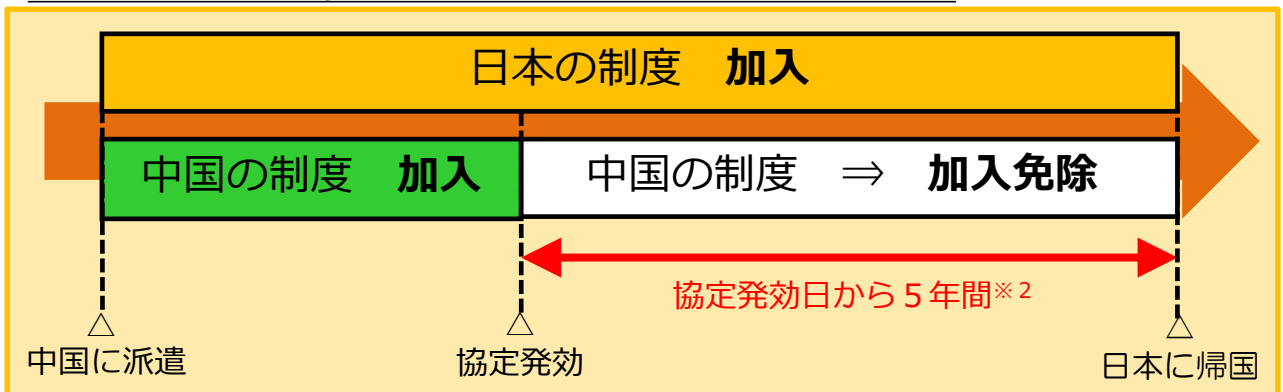 日本の制度　加入
中国の制度　加入
中国の制度　⇒　加入免除
協定発効日から５年間※２
△
△
△
中国に派遣
協定発効
日本に帰国